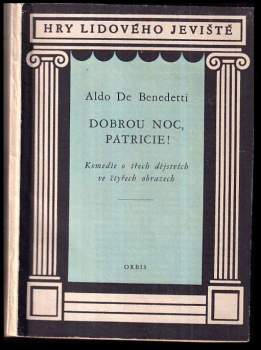 HRY LIDOVÉHO JEVIŠTĚ
Aldo De Benedetti
DOBROU NOC,
PATRICIE!
Komedie o třech dějstvích
ve čtyřech obrazech
ORBIS